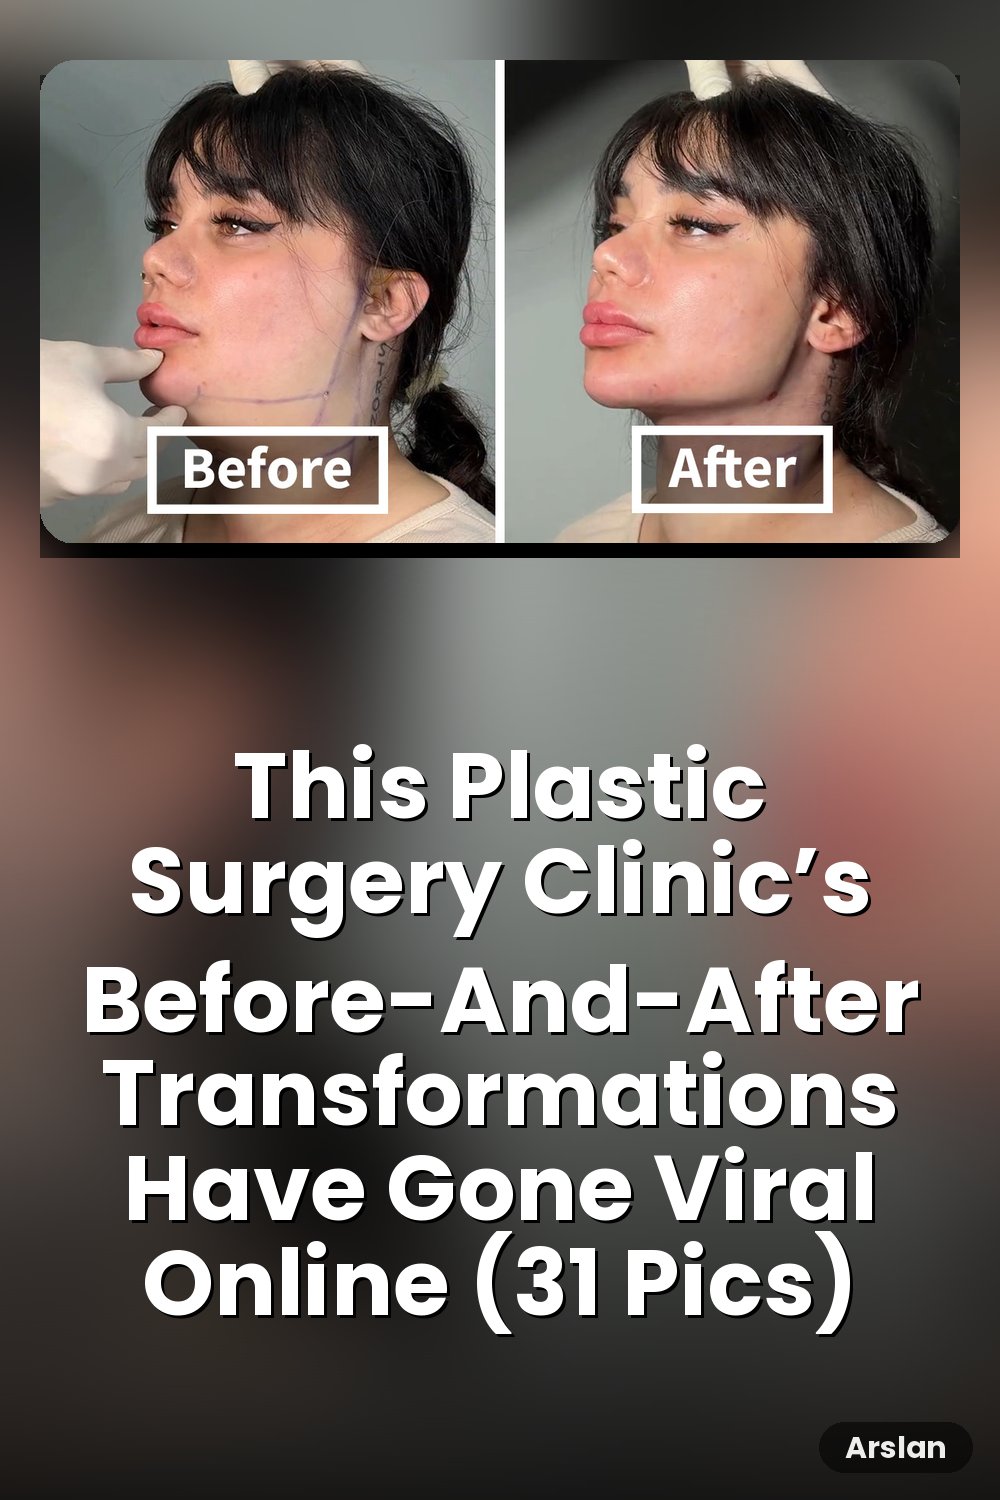 Before
After
This Plastic
Surgery Clinic’s
Before-And-After
Transformations
Have Gone Viral
Online (31 Pics)
Arslan